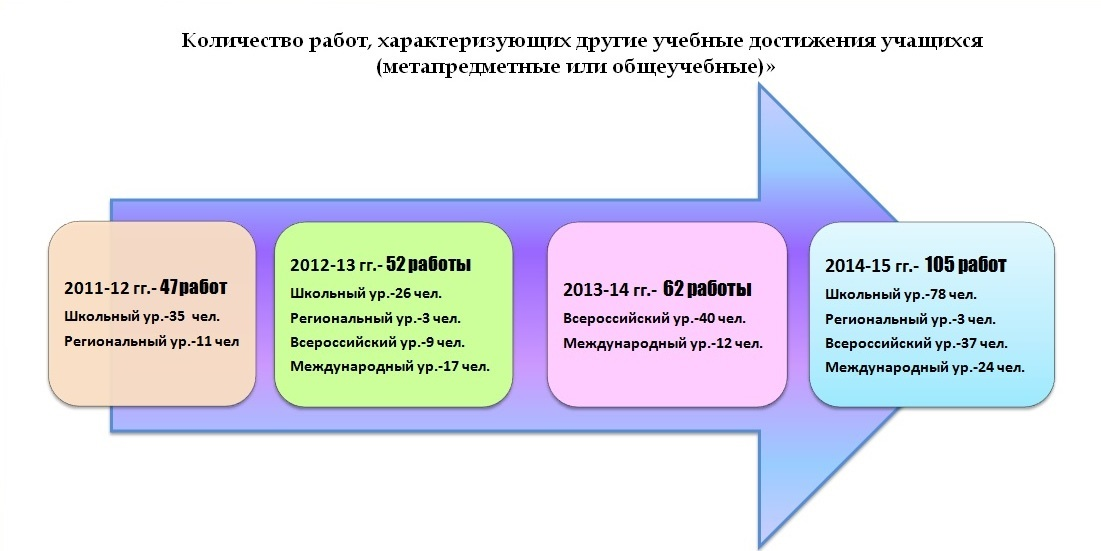 Количество работ, характеризующих другие учебные достижения учащихся
(метапредметные или общеучебные)»
2011-12 гг.- 47работ
Школьный ур.-35 чел.
Региональный ур.-11 чел
2012-13 гг.- 52 работы
Школьный ур.-26 чел.
Региональный ур.-3 чел.
Всероссийский ур.-9 чел.
Международный ур.-17 чел.
2013-14 гг.- 62 работы
Всероссийский ур.-40 чел.
Международный ур.-12 чел.
2014-15 гг.- 105 работ
Школьный ур.-78 чел.
Региональный ур.-3 чел.
Всероссийский ур.-37 чел.
Международный ур.-24 чел.